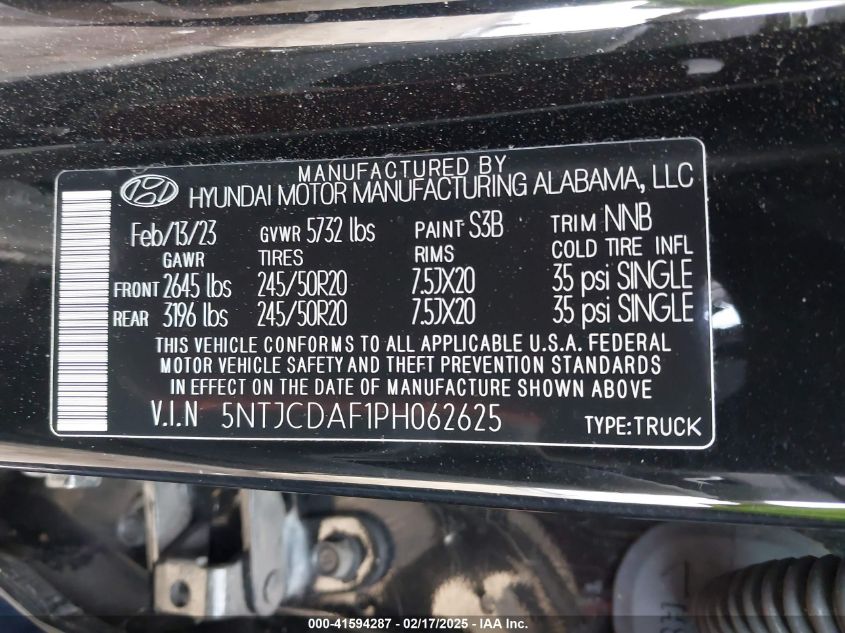 MANUFACTURED BY
HYUNDAI MOTOR MANUFACTURING ALABAMA, LLC
Feb/13/23 GVWR 5732 lbs PAINT S3B TRIM NNB
GAWR TIRES RIMS COLD TIRE INFL
FRONT 2645 lbs 245/50R20 7.5JX20 35 psi SINGLE
REAR 3196 lbs 245/50R20 7.5JX20 35 psi SINGLE
THIS VEHICLE CONFORMS TO ALL APPLICABLE U.S.A. FEDERAL
MOTOR VEHICLE SAFETY AND THEFT PREVENTION STANDARDS
IN EFFECT ON THE DATE OF MANUFACTURE SHOWN ABOVE
V.I.N 5NTJCDAF1PH062625 TYPE:TRUCK
000-41594287 - 02/17/2025 - IAA Inc.